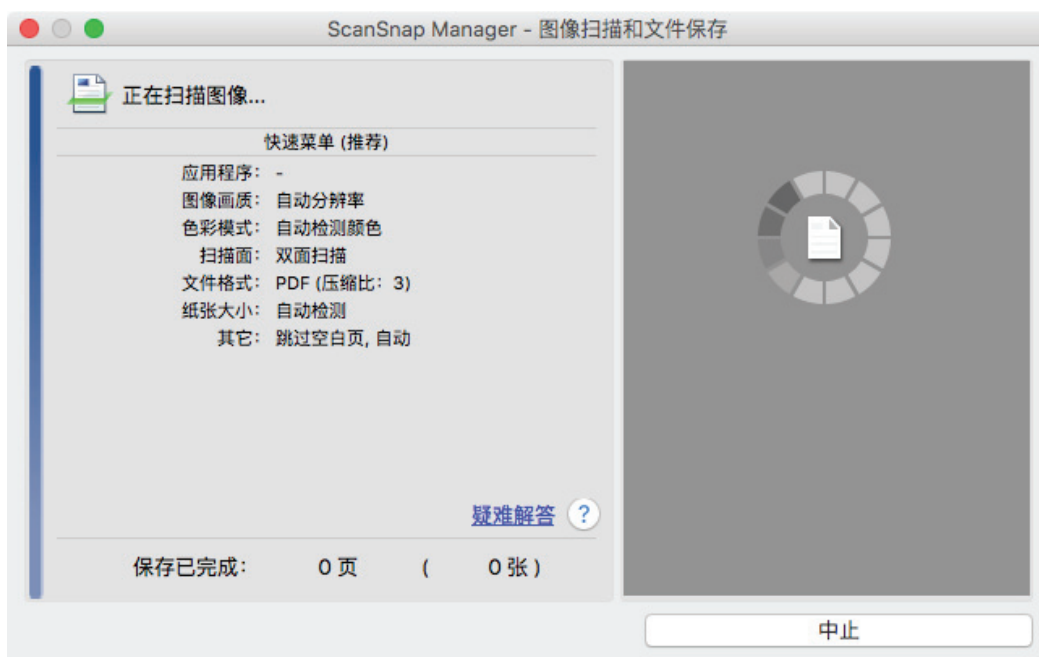 ScanSnap Manager - 图像扫描和文件保存
正在扫描图像...
快速菜单 (推荐)
应用程序： -
图像画质： 自动分辨率
色彩模式： 自动检测颜色
扫描面： 双面扫描
文件格式： PDF (压缩比：3)
纸张大小： 自动检测
其它： 跳过空白页, 自动
疑难解答 ?
保存已完成： 0 页 ( 0 张 )
中止